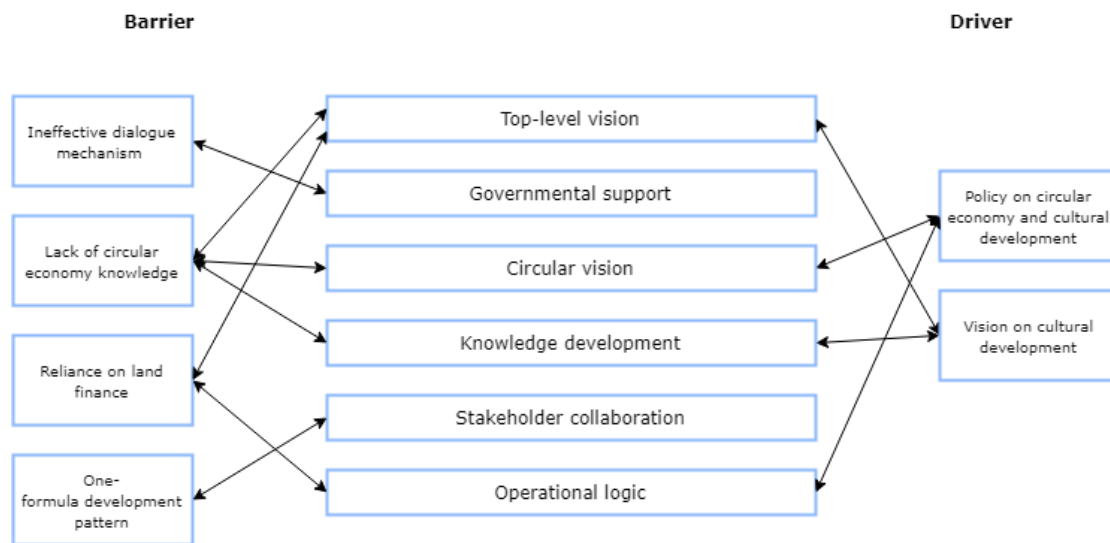 Barrier
Driver
Ineffective dialogue
mechanism
Lack of circular
economy knowledge
Reliance on land
finance
One-
formula development
pattern
Top-level vision
Governmental support
Circular vision
Knowledge development
Stakeholder collaboration
Operational logic
Policy on circular
economy and cultural
development
Vision on cultural
development